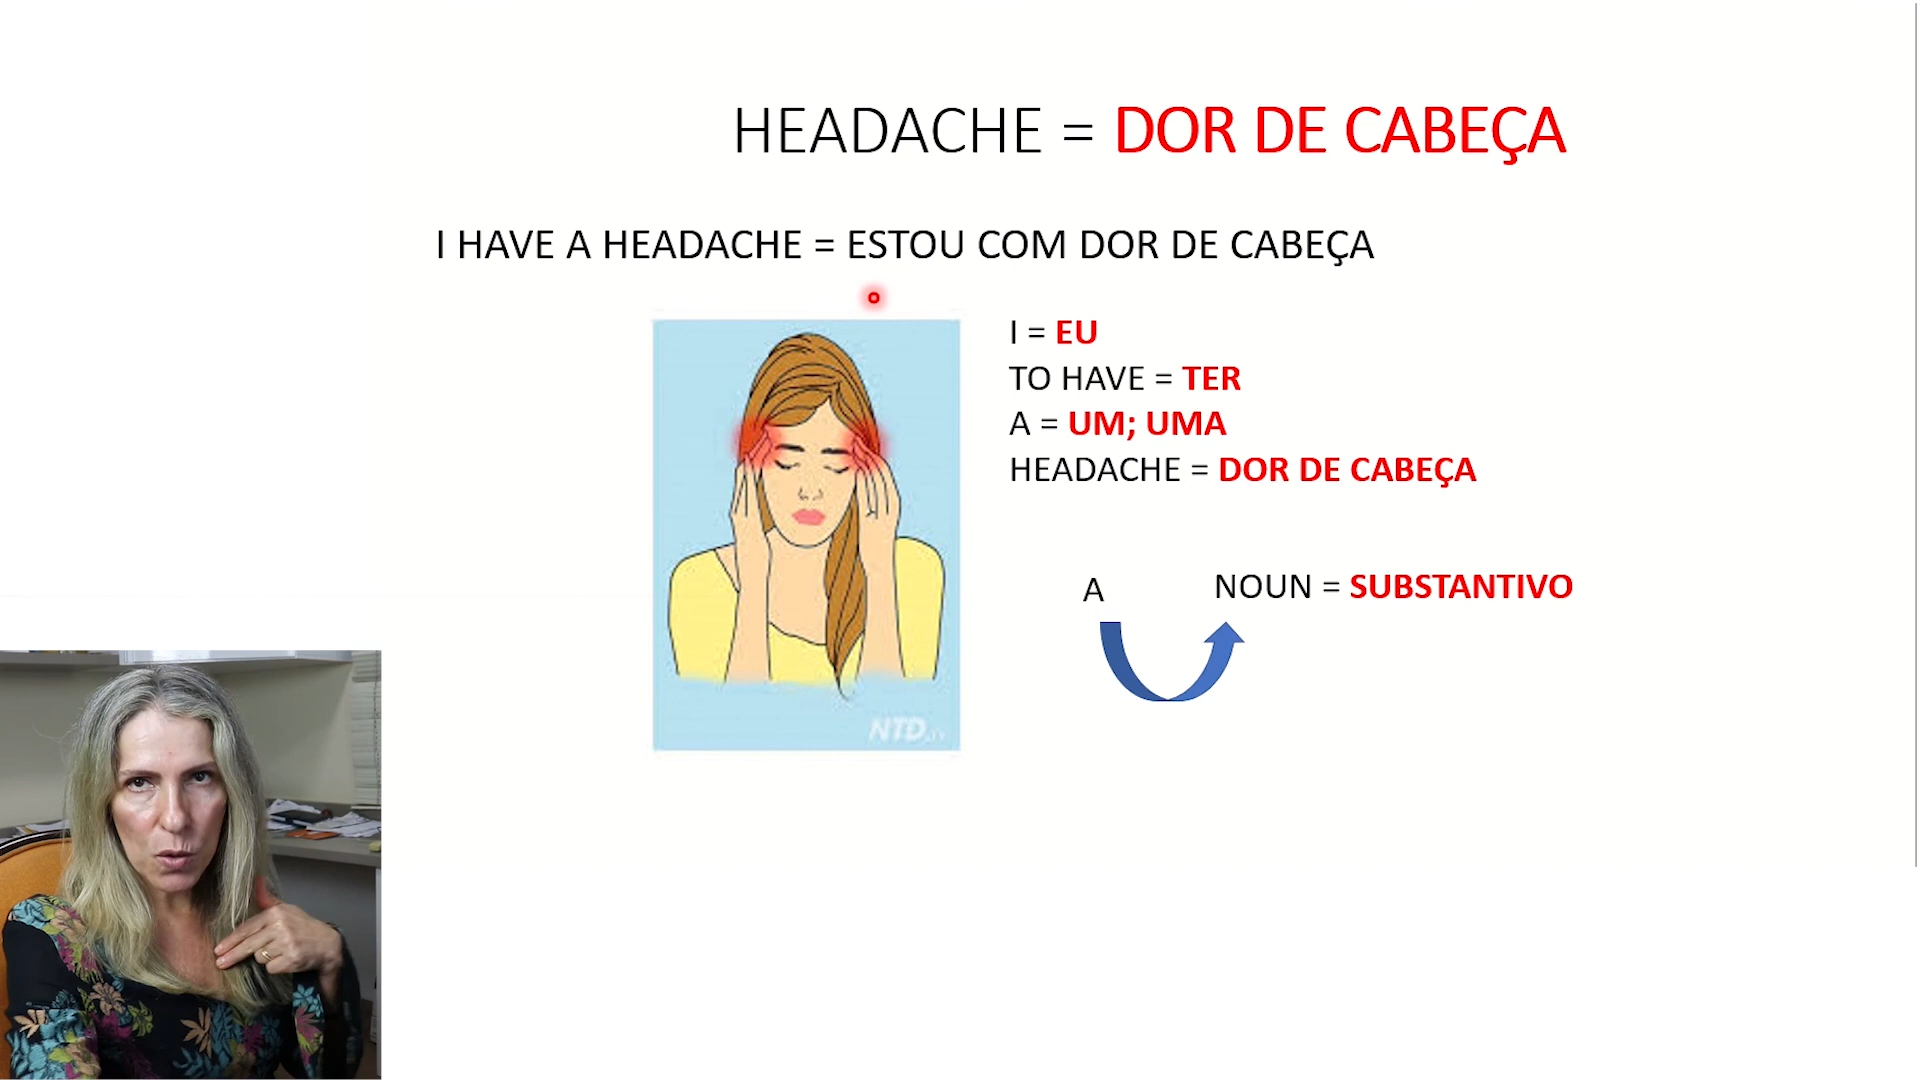 HEADACHE = DOR DE CABEÇA
I HAVE A HEADACHE = ESTOU COM DOR DE CABEÇA
I = EU
TO HAVE = TER
A = UM; UMA
HEADACHE = DOR DE CABEÇA
A NOUN = SUBSTANTIVO
NTD.TV